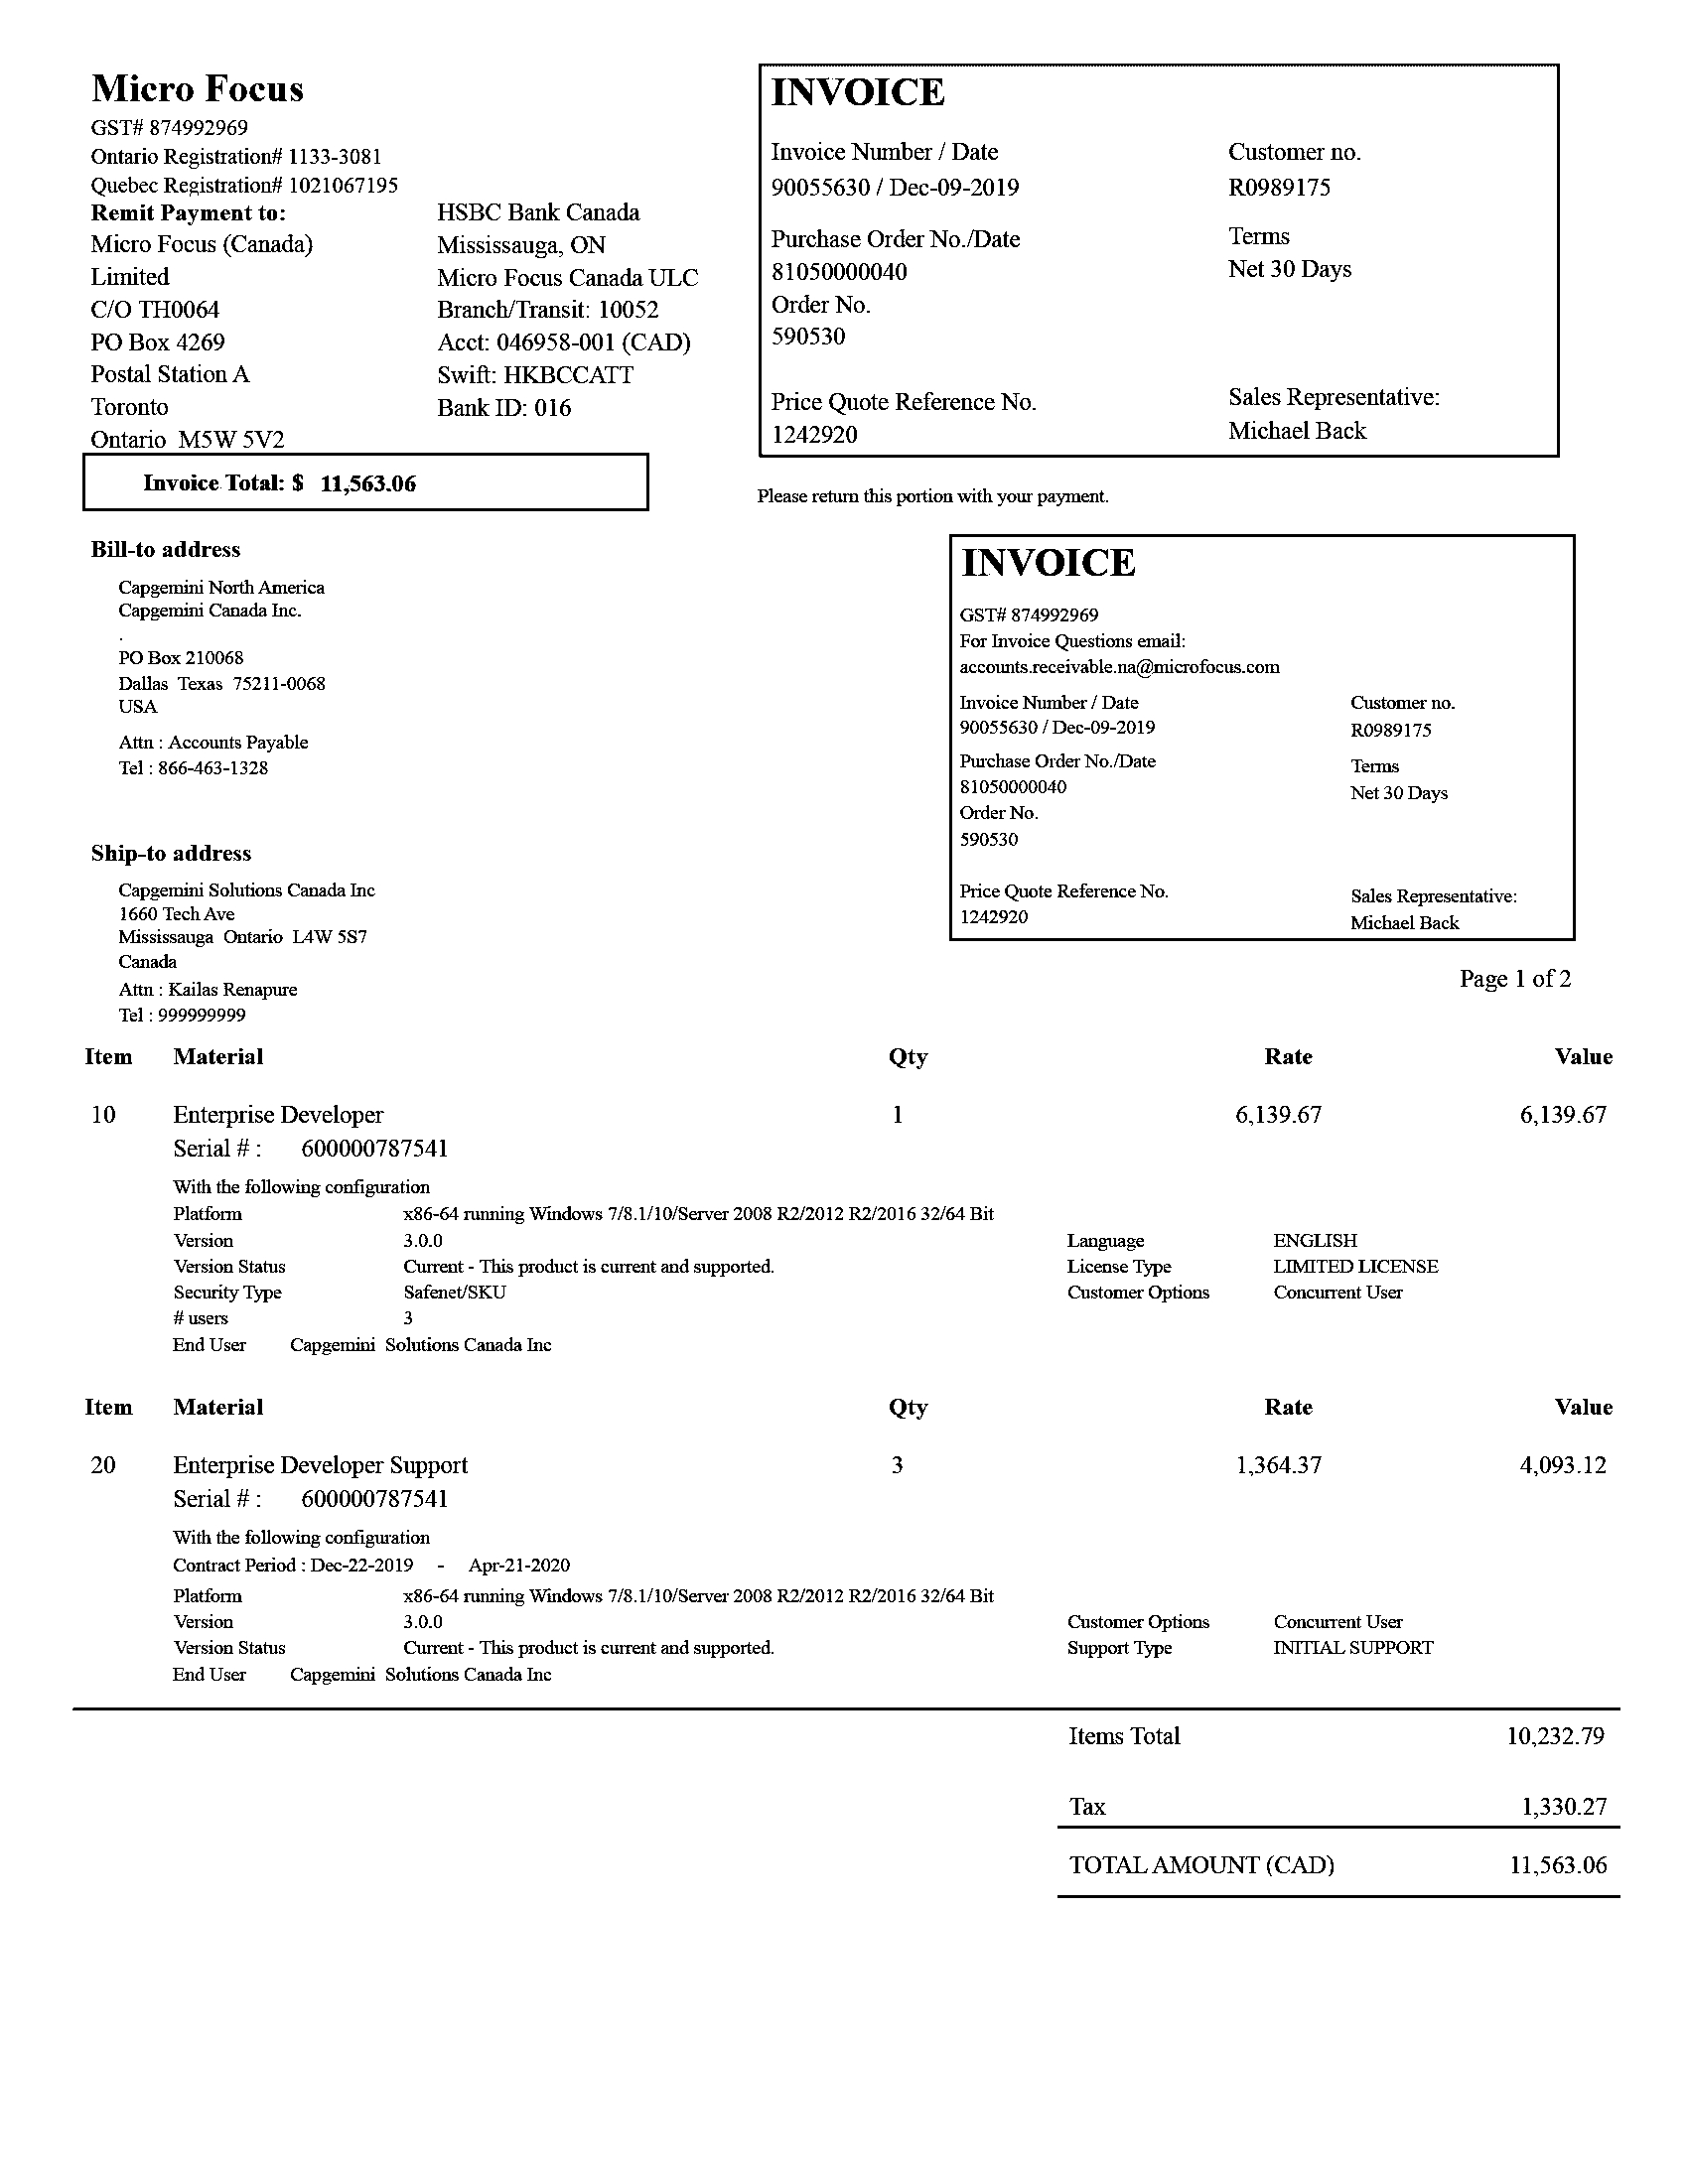 Micro Focus
GST# 874992969
Ontario Registration# 1133-3081
Quebec Registration# 1021067195
Remit Payment to:
Micro Focus (Canada)
Limited
C/O TH0064
PO Box 4269
Postal Station A
Toronto
Ontario M5W 5V2
HSBC Bank Canada
Mississauga, ON
Micro Focus Canada ULC
Branch/Transit: 10052
Acct: 046958-001 (CAD)
Swift: HKBCCATT
Bank ID: 016
Invoice Total: $ 11,563.06
INVOICE
Invoice Number / Date
90055630 / Dec-09-2019
Purchase Order No./Date
81050000040
Order No.
590530
Price Quote Reference No.
1242920
Customer no.
R0989175
Terms
Net 30 Days
Sales Representative:
Michael Back
Please return this portion with your payment.
Bill-to address
Capgemini North America
Capgemini Canada Inc.
.
PO Box 210068
Dallas Texas 75211-0068
USA
Attn : Accounts Payable
Tel : 866-463-1328
Ship-to address
Capgemini Solutions Canada Inc
1660 Tech Ave
Mississauga Ontario L4W 5S7
Canada
Attn : Kailas Renapure
Tel : 999999999
INVOICE
GST# 874992969
For Invoice Questions email:
accounts.receivable.na@microfocus.com
Invoice Number / Date
90055630 / Dec-09-2019
Purchase Order No./Date
81050000040
Order No.
590530
Price Quote Reference No.
1242920
Customer no.
R0989175
Terms
Net 30 Days
Sales Representative:
Michael Back
Page 1 of 2
Item Material Qty Rate Value
10 Enterprise Developer 1 6,139.67 6,139.67
Serial # : 600000787541
With the following configuration
Platform x86-64 running Windows 7/8.1/10/Server 2008 R2/2012 R2/2016 32/64 Bit
Version 3.0.0 Language ENGLISH
Version Status Current - This product is current and supported. License Type LIMITED LICENSE
Security Type Safenet/SKU Customer Options Concurrent User
# users 3
End User Capgemini Solutions Canada Inc
Item Material Qty Rate Value
20 Enterprise Developer Support 3 1,364.37 4,093.12
Serial # : 600000787541
With the following configuration
Contract Period : Dec-22-2019 - Apr-21-2020
Platform x86-64 running Windows 7/8.1/10/Server 2008 R2/2012 R2/2016 32/64 Bit
Version 3.0.0 Customer Options Concurrent User
Version Status Current - This product is current and supported. Support Type INITIAL SUPPORT
End User Capgemini Solutions Canada Inc
Items Total 10,232.79
Tax 1,330.27
TOTAL AMOUNT (CAD) 11,563.06